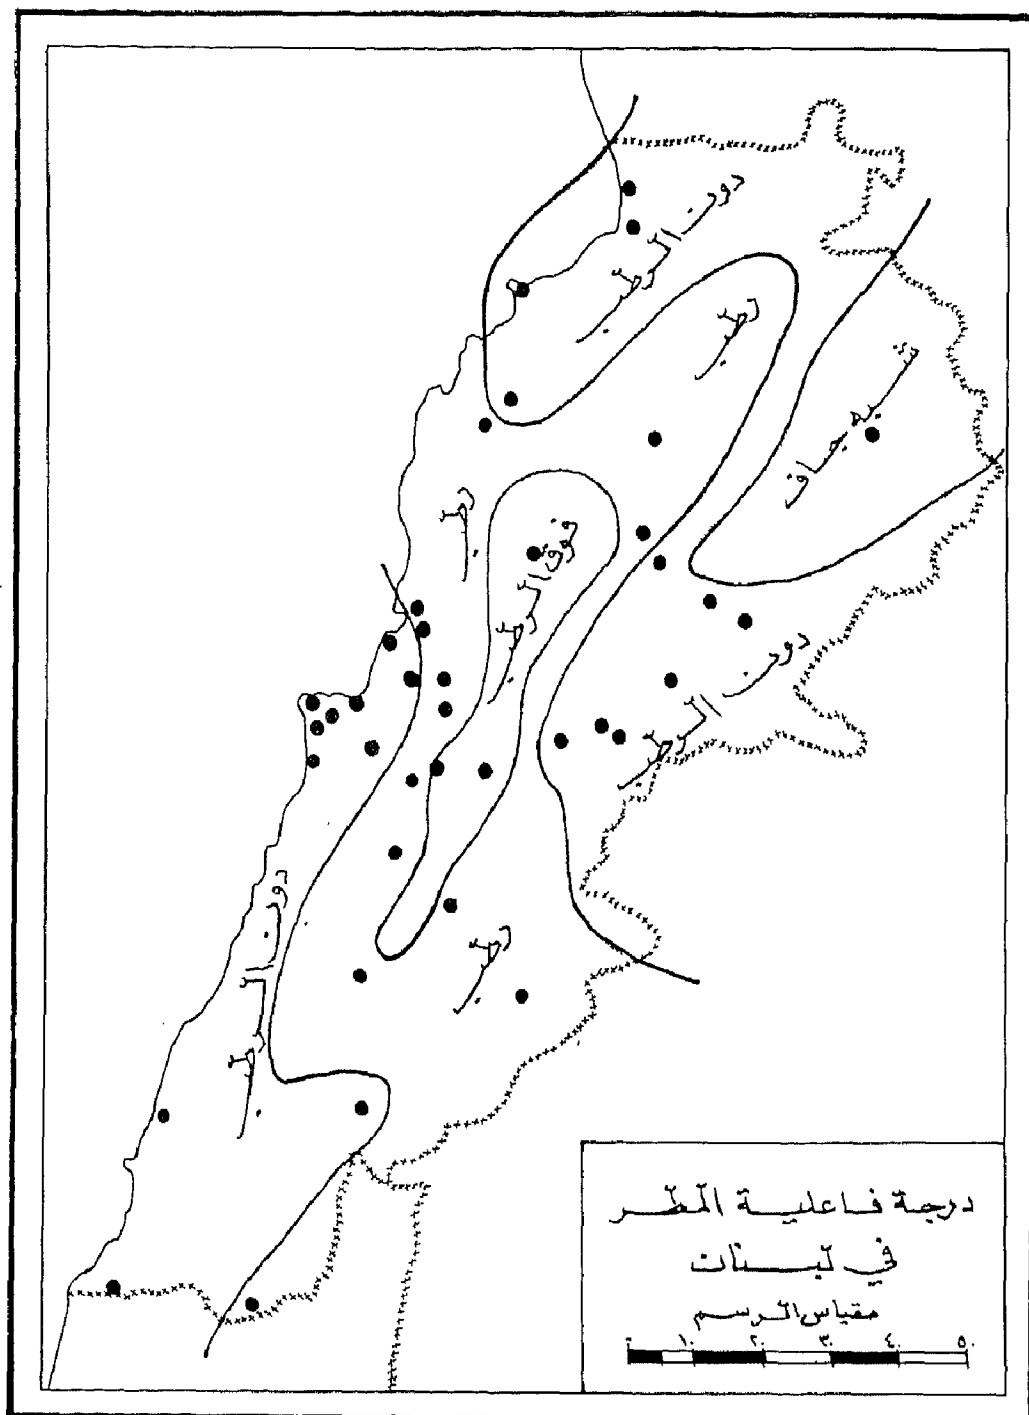 دون الرطب
رطب
شبه جاف
رطب
فوق الرطب
دون الرطب
دون الرطب
رطب
درجة فاعلية المطر
في لبنان
مقياس الرسم
٠ ١٠ ٢٠ ٣٠ ٤٠ ٥٠